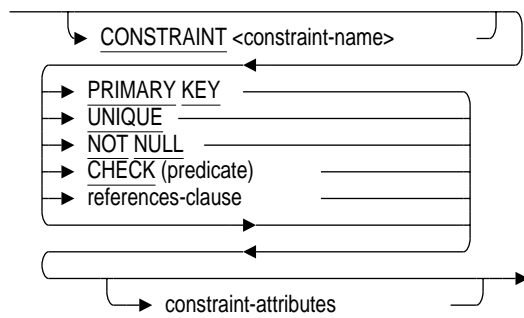 CONSTRAINT <constraint-name>
PRIMARY KEY
UNIQUE
NOT NULL
CHECK (predicate)
references-clause
constraint-attributes